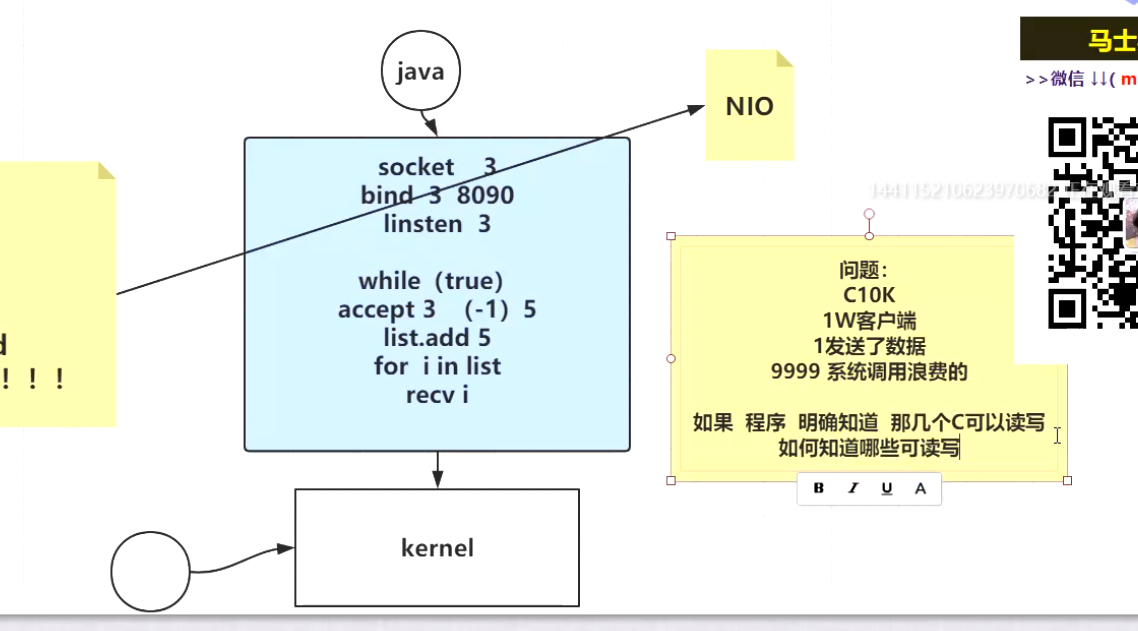 java
NIO
马士
>>微信 ↓↓( m
socket 3
bind 3 8090
linsten 3
while（true）
accept 3 （-1）5
list.add 5
for i in list
recv i
d
！！！
问题：
C10K
1W客户端
1发送了数据
9999 系统调用浪费的
如果 程序 明确知道 那几个C可以读写
如何知道哪些可读写
B I U A
kernel